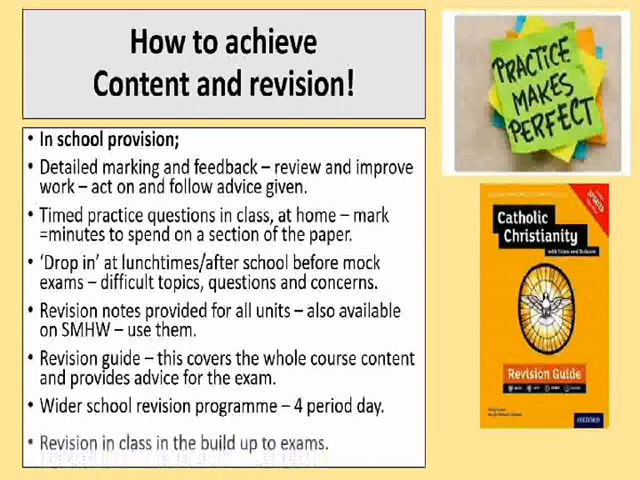 How to achieve
Content and revision!
PRACTICE
MAKES
PERFECT
• In school provision;
• Detailed marking and feedback – review and improve
work – act on and follow advice given.
• Timed practice questions in class, at home – mark
=minutes to spend on a section of the paper.
• 'Drop in' at lunchtimes/after school before mock
exams – difficult topics, questions and concerns.
• Revision notes provided for all units – also available
on SMHW – use them.
• Revision guide – this covers the whole course content
and provides advice for the exam.
• Wider school revision programme – 4 period day.
• Revision in class in the build up to exams.
Catholic
Christianity
Revision Guide
OXFORD